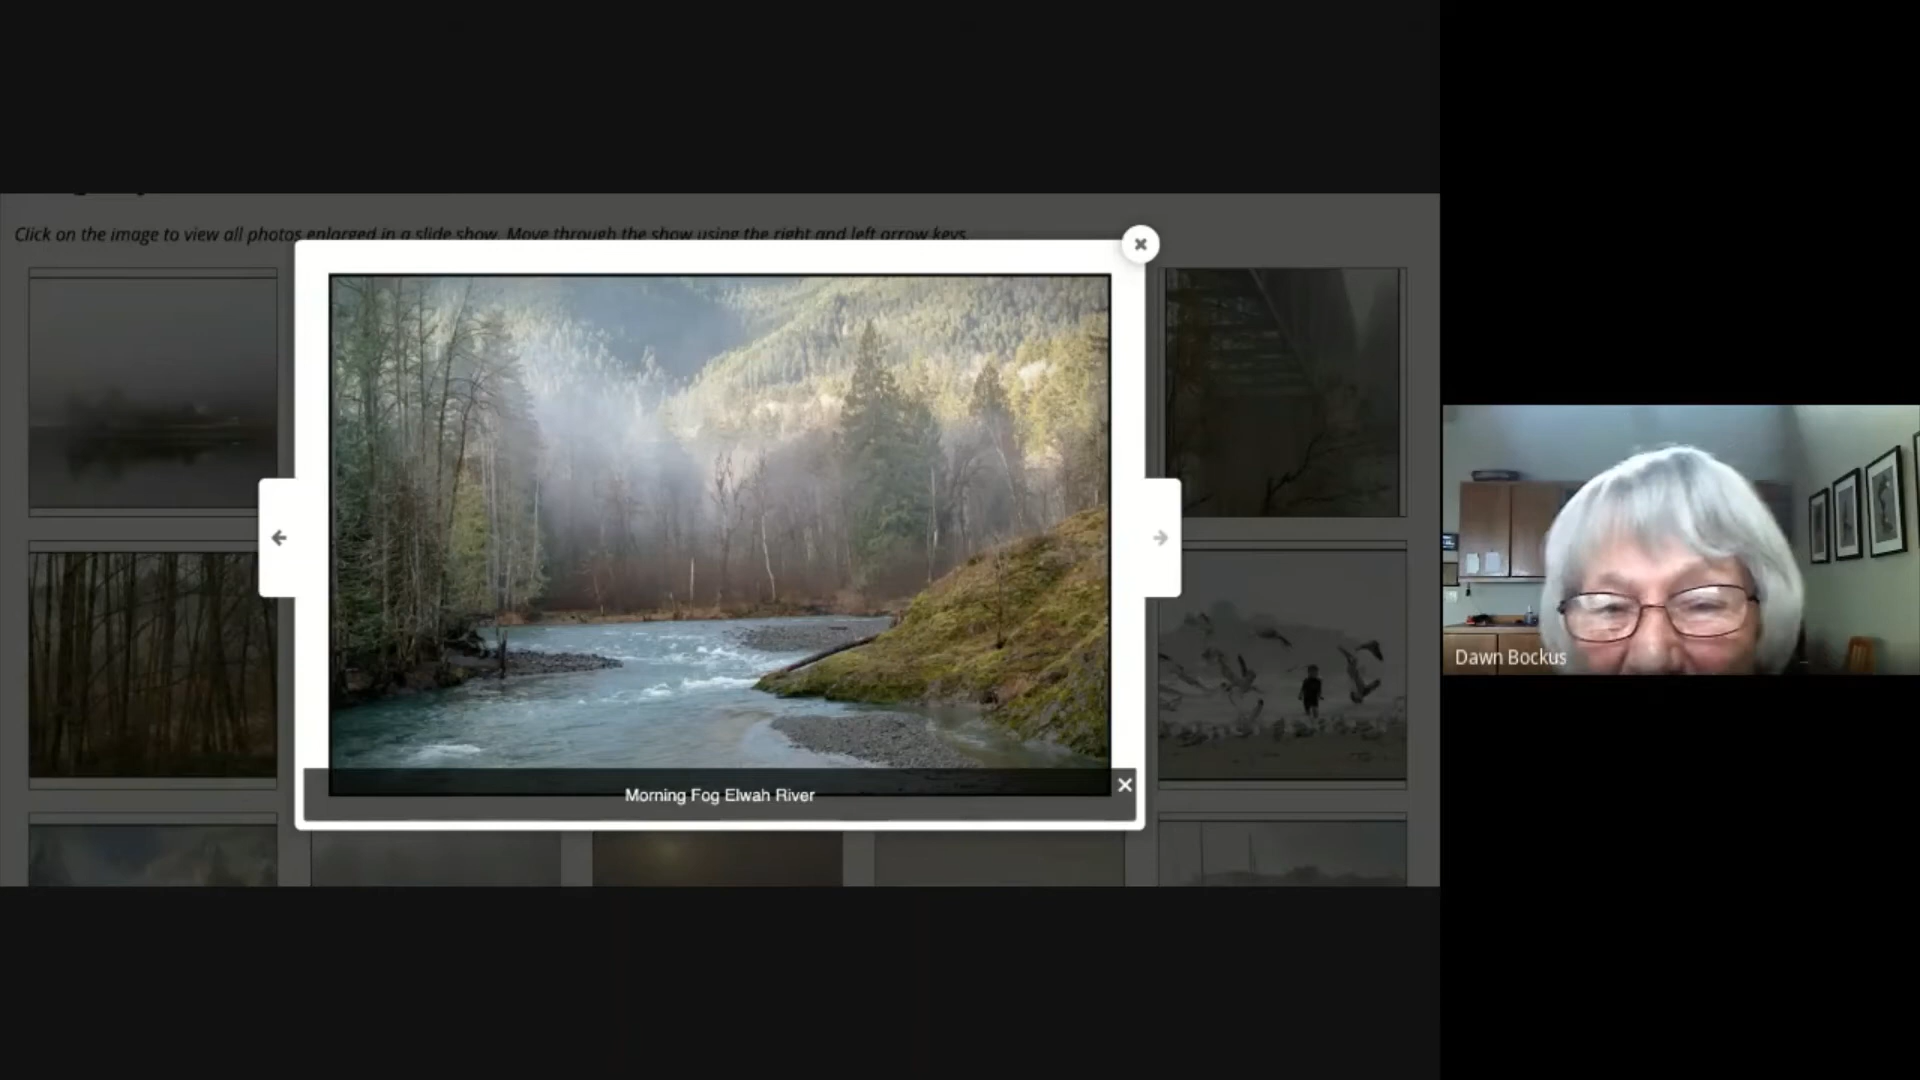 Click on the image to view all photos enlarged in a slide show. Move through the show using the right and left arrow keys.
Morning Fog Elwah River
Dawn Bockus